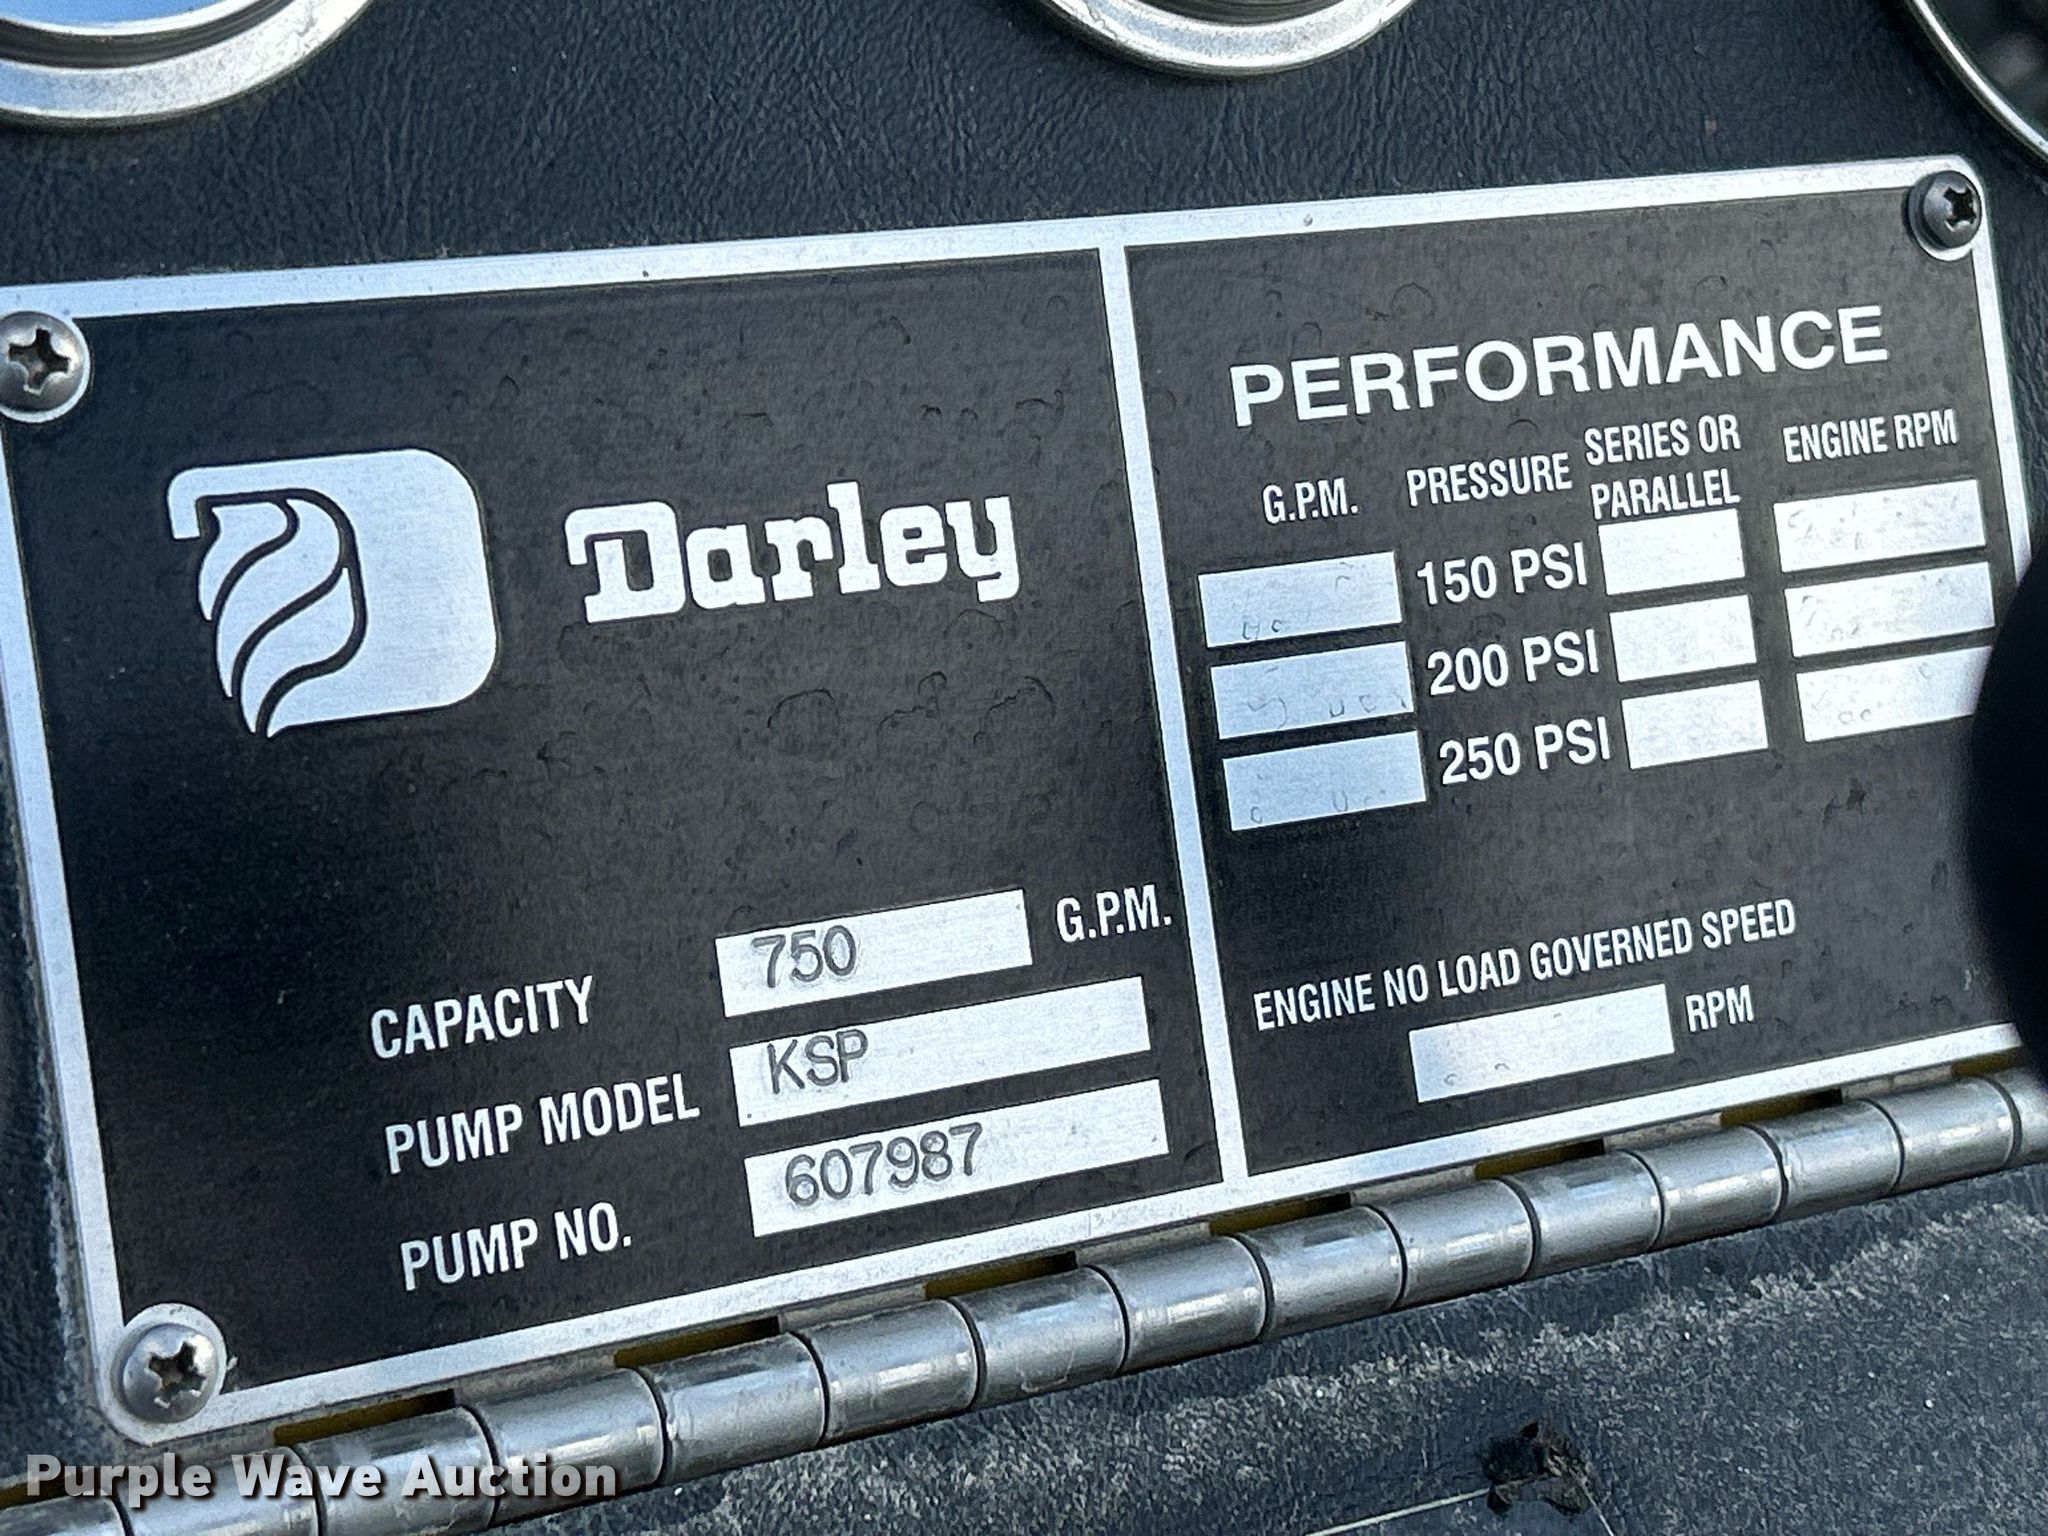 Darley
CAPACITY 750 G.P.M.
PUMP MODEL KSP
PUMP NO. 607987
PERFORMANCE
G.P.M. PRESSURE SERIES OR PARALLEL ENGINE RPM
150 PSI
200 PSI
250 PSI
ENGINE NO LOAD GOVERNED SPEED
RPM
Purple Wave Auction